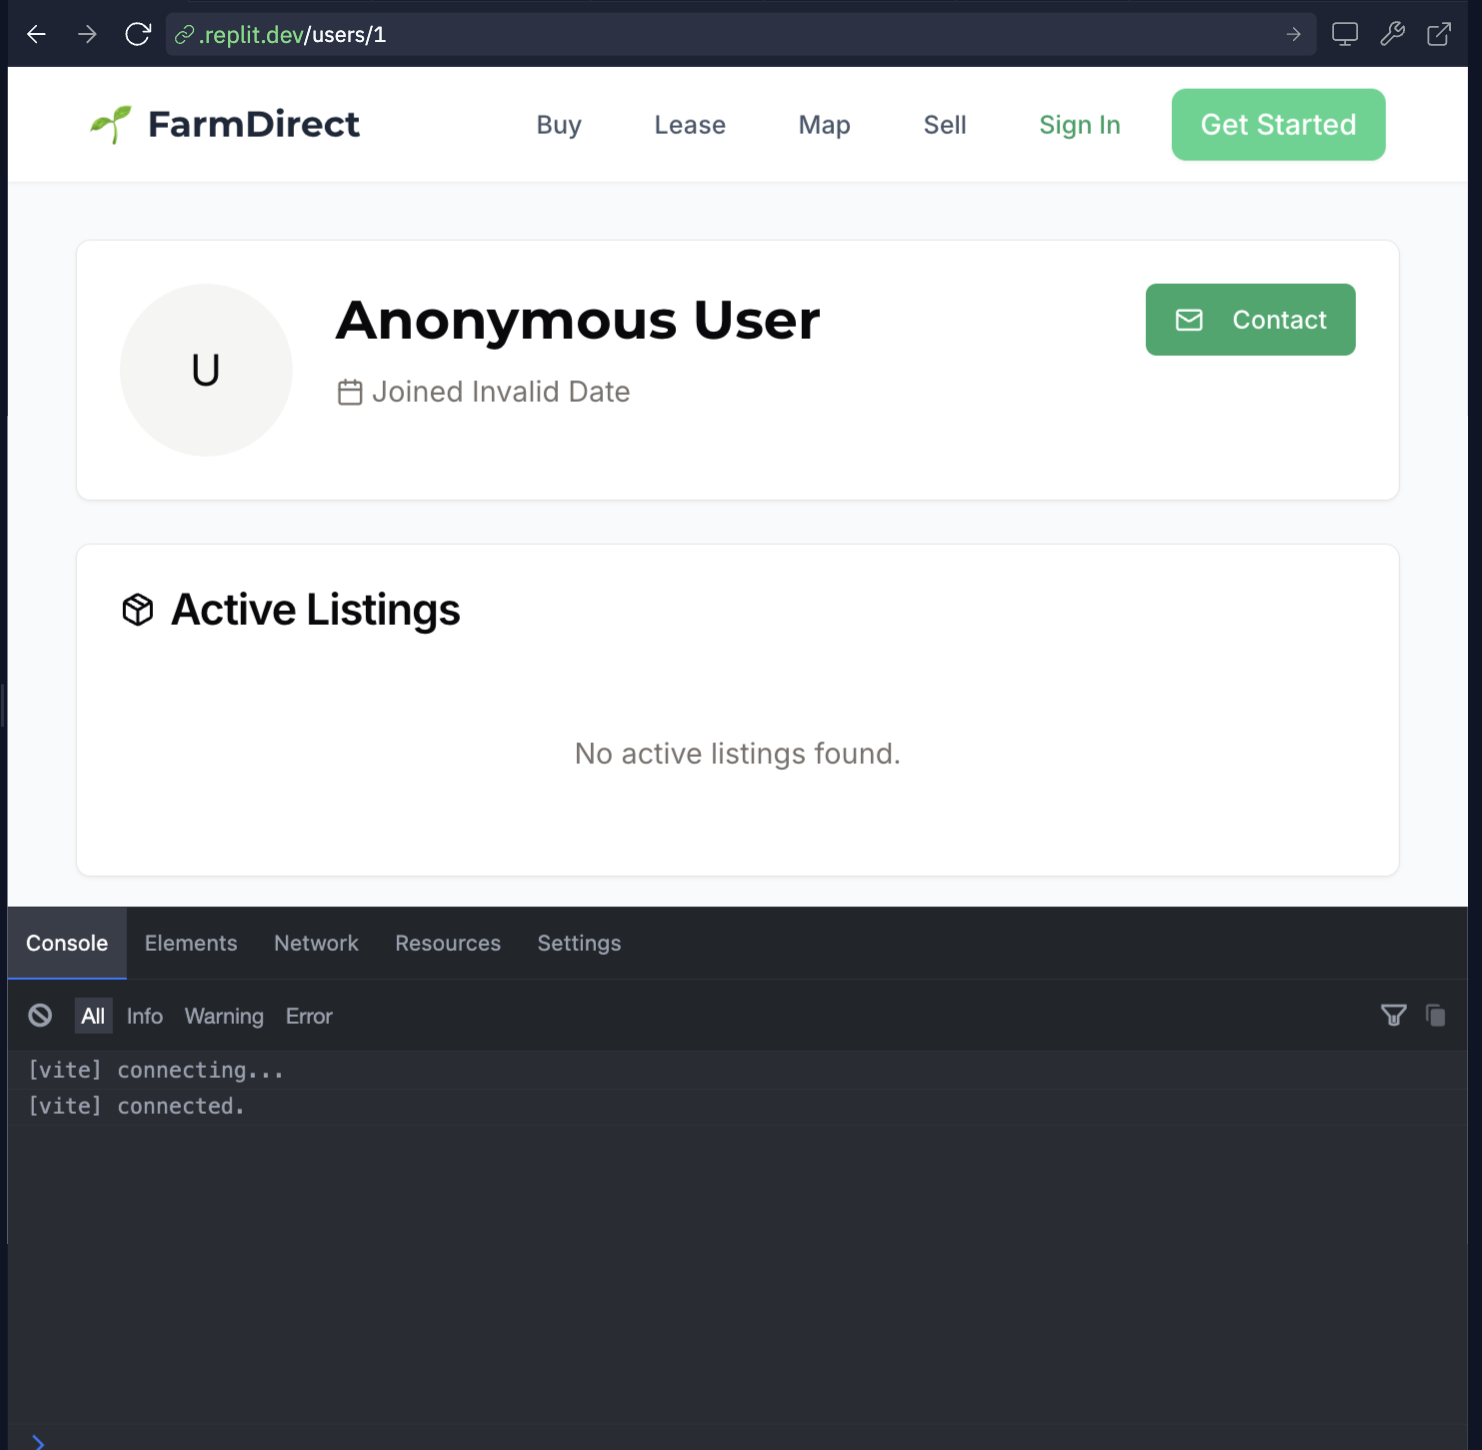 .replit.dev/users/1
FarmDirect Buy Lease Map Sell Sign In Get Started
U
Anonymous User
Joined Invalid Date
Contact
Active Listings
No active listings found.
Console Elements Network Resources Settings
All Info Warning Error
[vite] connecting...
[vite] connected.